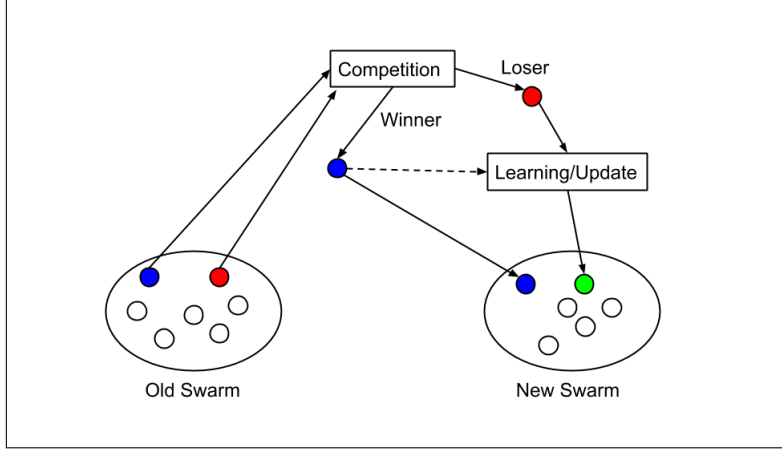 Competition
Loser
Winner
Learning/Update
Old Swarm
New Swarm